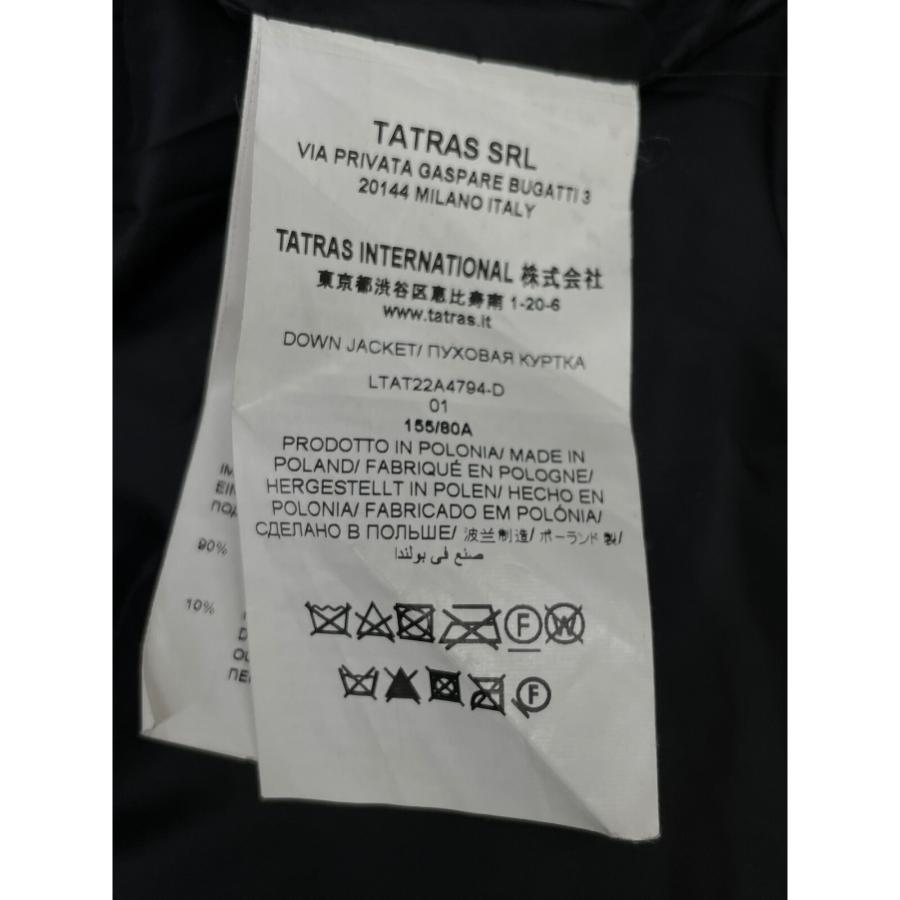 TATRAS SRL
VIA PRIVATA GASPARE BUGATTI 3
20144 MILANO ITALY
TATRAS INTERNATIONAL 株式会社
東京都渋谷区恵比寿南 1-20-6
www.tatras.it
DOWN JACKET/ ПУХОВАЯ КУРТКА
LTAT22A4794-D
01
155/80A
PRODOTTO IN POLONIA/ MADE IN
POLAND/ FABRIQUÉ EN POLOGNE/
HERGESTELLT IN POLEN/ HECHO EN
POLONIA/ FABRICADO EM POLÓNIA/
СДЕЛАНО В ПОЛЬШЕ/ 波兰制造/ ポーランド 製/
صنع في بولندا
F W
F
90%
10%